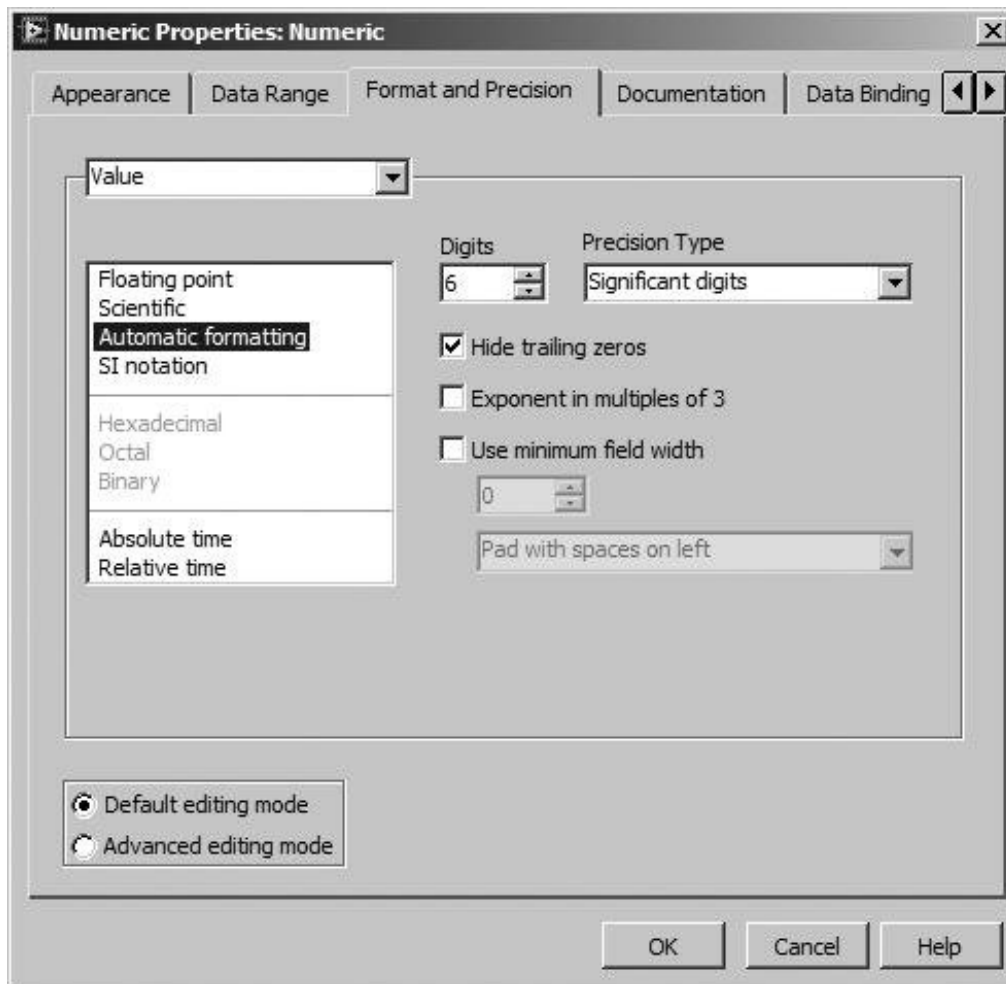 Numeric Properties: Numeric
Appearance Data Range Format and Precision Documentation Data Binding
Value
Digits Precision Type
6 Significant digits
Floating point
Scientific
Automatic formatting
SI notation
Hexadecimal
Octal
Binary
Absolute time
Relative time
Hide trailing zeros
Exponent in multiples of 3
Use minimum field width
0
Pad with spaces on left
Default editing mode
Advanced editing mode
OK Cancel Help